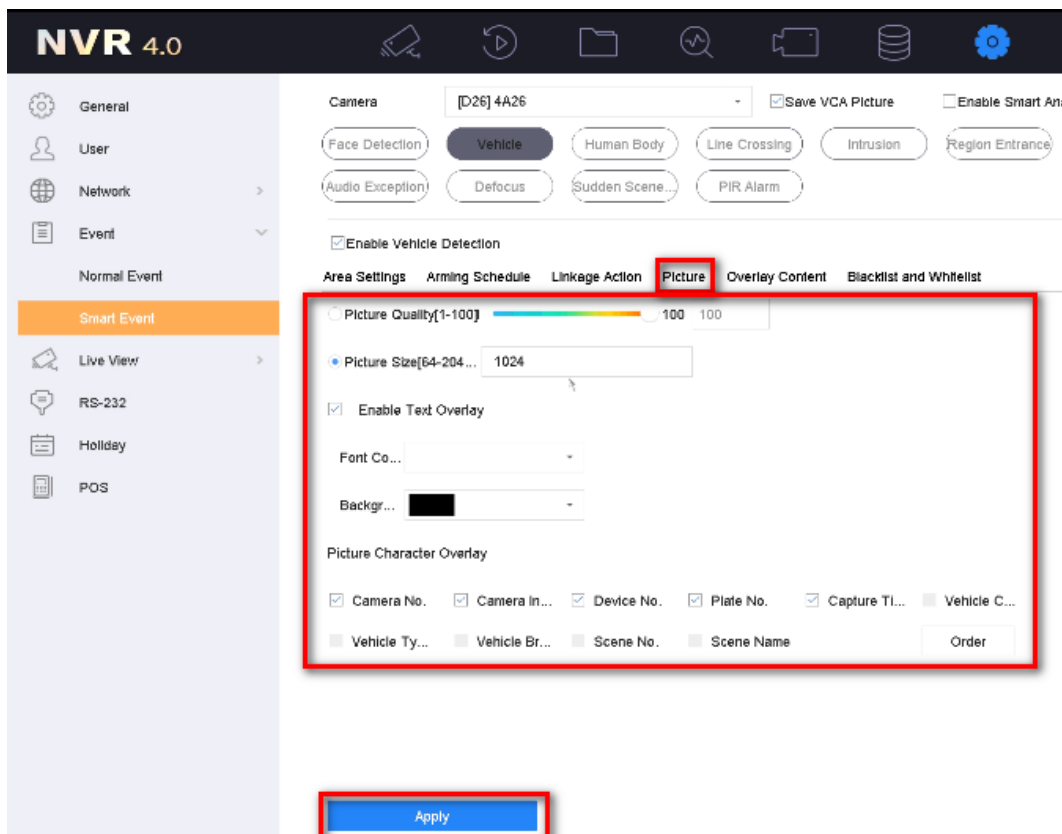 NVR 4.0
General
User
Network
Event
Normal Event
Smart Event
Live View
RS-232
Holiday
POS
Camera [D26] 4A26 Save VCA Picture Enable Smart Ana
Face Detection Vehicle Human Body Line Crossing Intrusion Region Entrance
Audio Exception Defocus Sudden Scene... PIR Alarm
Enable Vehicle Detection
Area Settings Arming Schedule Linkage Action Picture Overlay Content Blacklist and Whitelist
Picture Quality[1-100] 100 100
Picture Size[64-204... 1024
Enable Text Overlay
Font Co...
Backgr...
Picture Character Overlay
Camera No. Camera In... Device No. Plate No. Capture Ti... Vehicle C...
Vehicle Ty... Vehicle Br... Scene No. Scene Name Order
Apply